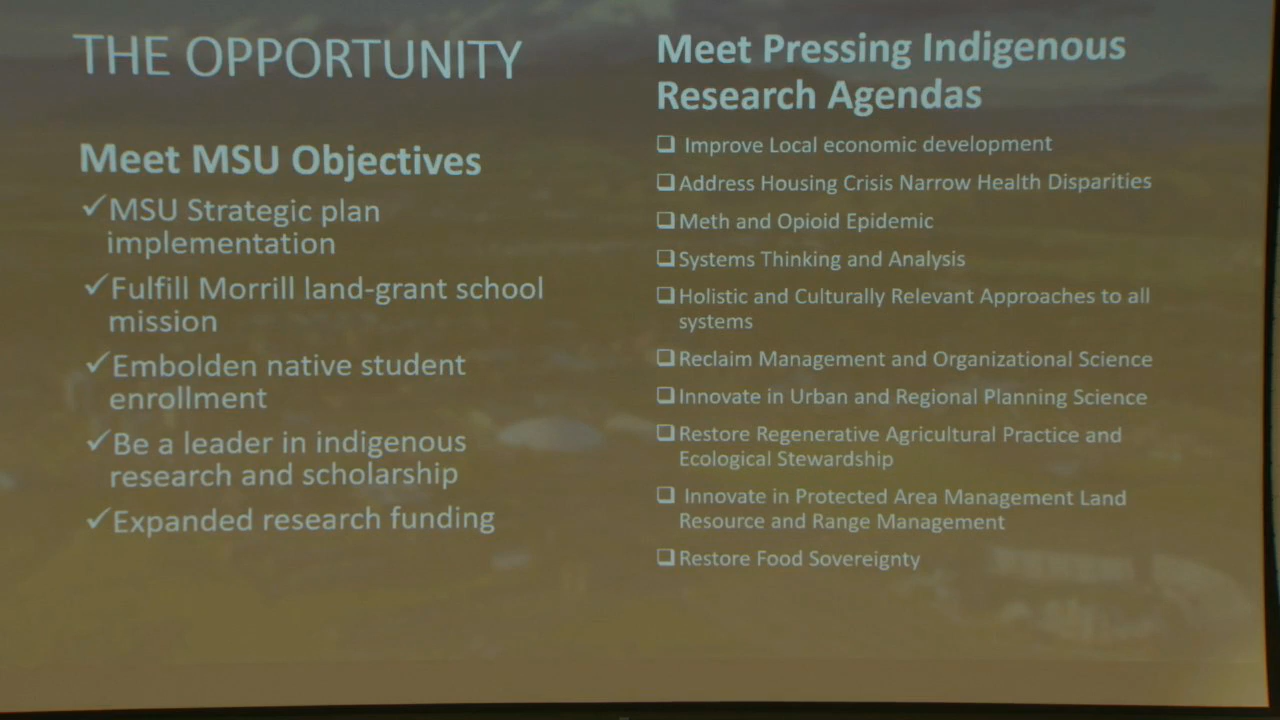 THE OPPORTUNITY
Meet MSU Objectives
✓MSU Strategic plan
implementation
✓Fulfill Morrill land-grant school
mission
✓Embolden native student
enrollment
✓Be a leader in indigenous
research and scholarship
✓Expanded research funding
Meet Pressing Indigenous
Research Agendas
❑ Improve Local economic development
❑Address Housing Crisis Narrow Health Disparities
❑Meth and Opioid Epidemic
❑Systems Thinking and Analysis
❑Holistic and Culturally Relevant Approaches to all
systems
❑Reclaim Management and Organizational Science
❑Innovate in Urban and Regional Planning Science
❑Restore Regenerative Agricultural Practice and
Ecological Stewardship
❑ Innovate in Protected Area Management Land
Resource and Range Management
❑Restore Food Sovereignty